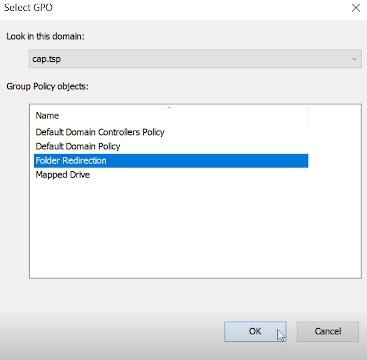 Select GPO
Look in this domain:
cap.tsp
Group Policy objects:
Name
Default Domain Controllers Policy
Default Domain Policy
Folder Redirection
Mapped Drive
OK
Cancel